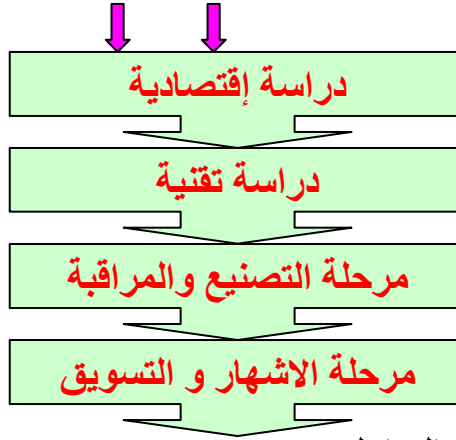 دراسة إقتصادية
دراسة تقنية
مرحلة التصنيع والمراقبة
مرحلة الاشهار و التسويق